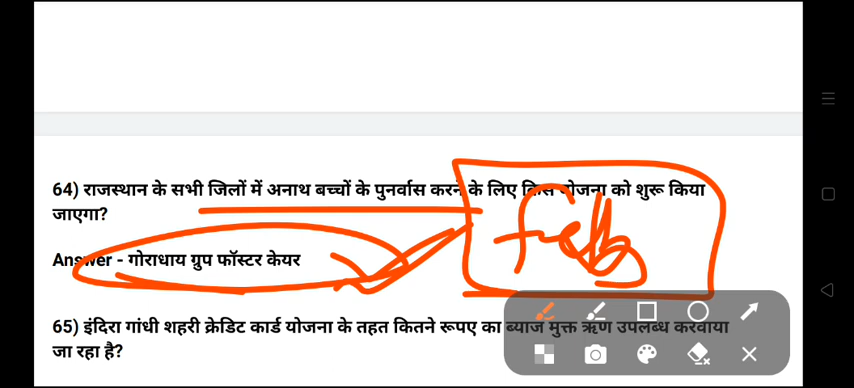 64) राजस्थान के सभी जिलों में अनाथ बच्चों के पुनर्वास करने के लिए किस योजना को शुरू किया
जाएगा?
Answer - गोराधाय ग्रुप फॉस्टर केयर
65) इंदिरा गांधी शहरी क्रेडिट कार्ड योजना के तहत कितने रूपए का ब्याज मुक्त ऋण उपलब्ध करवाया
जा रहा है?